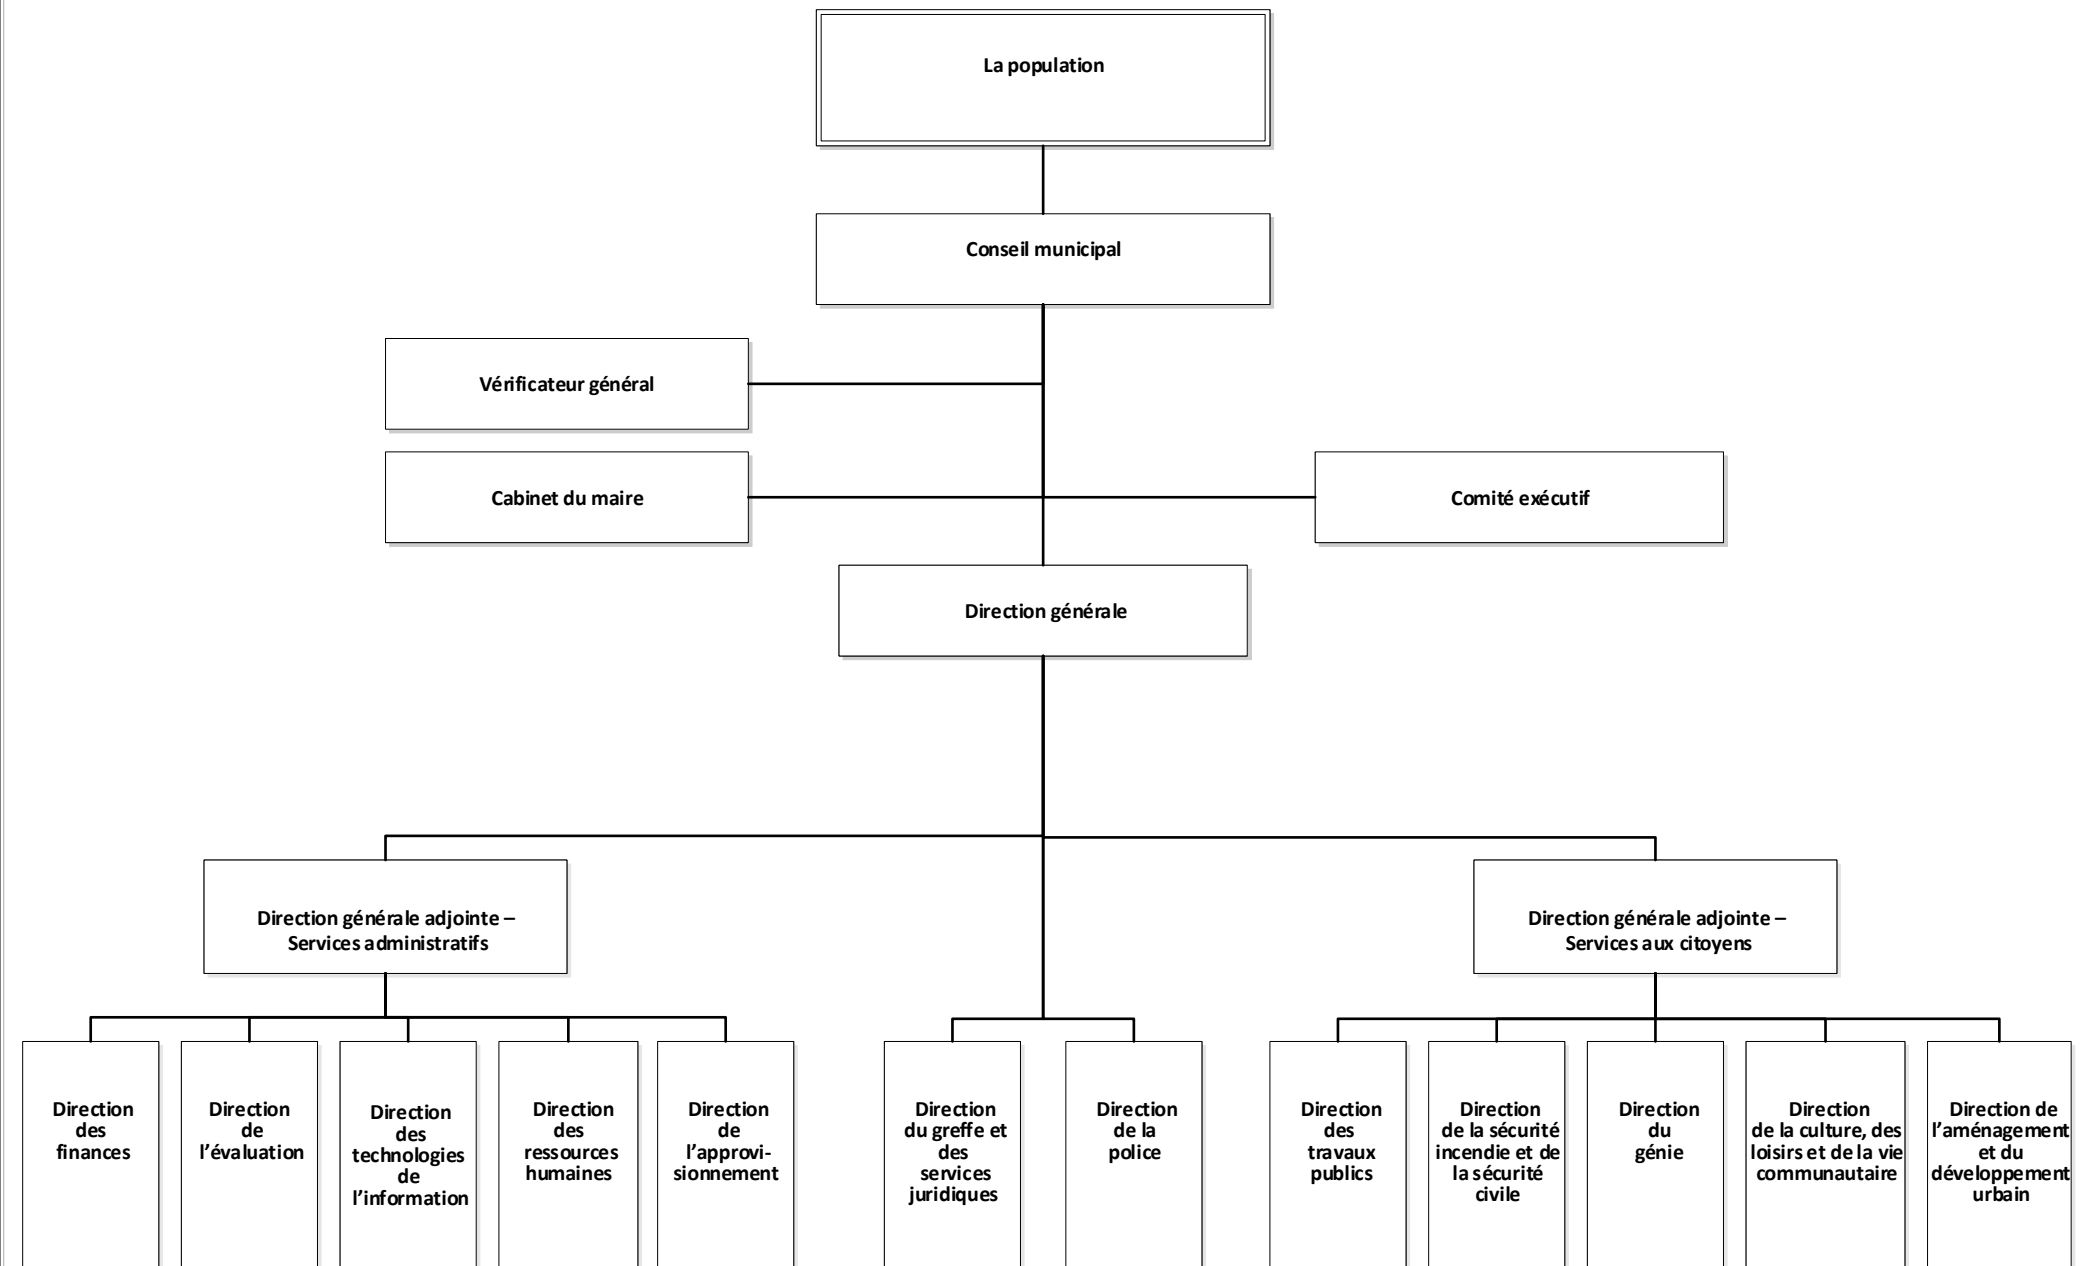 La population
Conseil municipal
Vérificateur général
Cabinet du maire
Comité exécutif
Direction générale
Direction générale adjointe –
Services administratifs
Direction générale adjointe –
Services aux citoyens
Direction
des
finances
Direction
de
l’évaluation
Direction
des
technologies
de
l’information
Direction
des
ressources
humaines
Direction
de
l’approvi-
sionnement
Direction
du greffe et
des
services
juridiques
Direction
de la
police
Direction
des
travaux
publics
Direction
de la sécurité
incendie et de
la sécurité
civile
Direction
du
génie
Direction
de la culture, des
loisirs et de la vie
communautaire
Direction de
l’aménagement
et du
développement
urbain